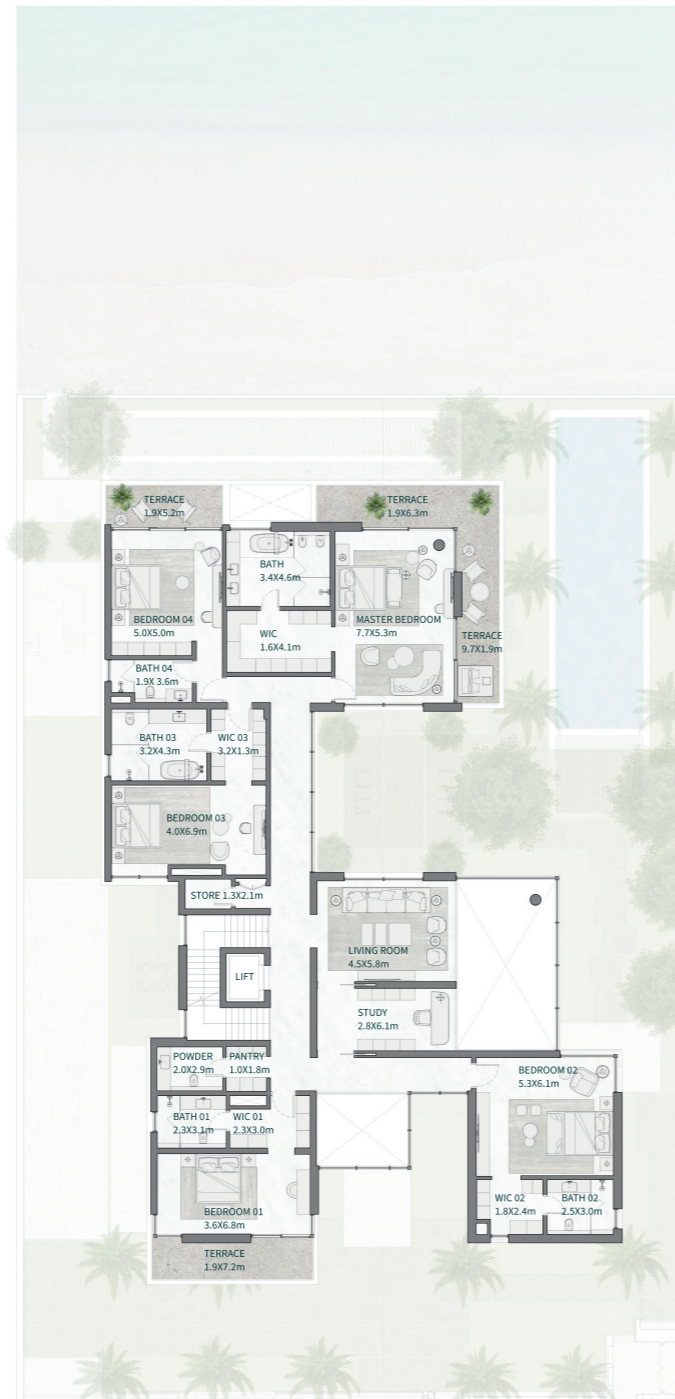 TERRACE
1.9X5.2m
TERRACE
1.9X6.3m
BATH
3.4X4.6m
BEDROOM 04
5.0X5.0m
MASTER BEDROOM
7.7X5.3m
WIC
1.6X4.1m
TERRACE
9.7X1.9m
BATH 04
1.9X 3.6m
BATH 03
3.2X4.3m
WIC 03
3.2X1.3m
BEDROOM 03
4.0X6.9m
STORE 1.3X2.1m
LIVING ROOM
4.5X5.8m
LIFT
STUDY
2.8X6.1m
POWDER
2.0X2.9m
PANTRY
1.0X1.8m
BEDROOM 02
5.3X6.1m
BATH 01
2.3X3.1m
WIC 01
2.3X3.0m
WIC 02
1.8X2.4m
BATH 02
2.5X3.0m
BEDROOM 01
3.6X6.8m
TERRACE
1.9X7.2m